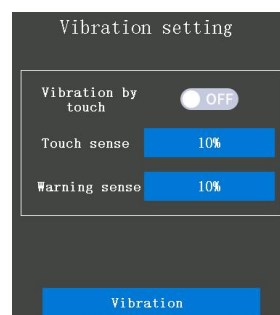 Vibration setting
Vibration by
touch
OFF
Touch sense
10%
Warning sense
10%
Vibration